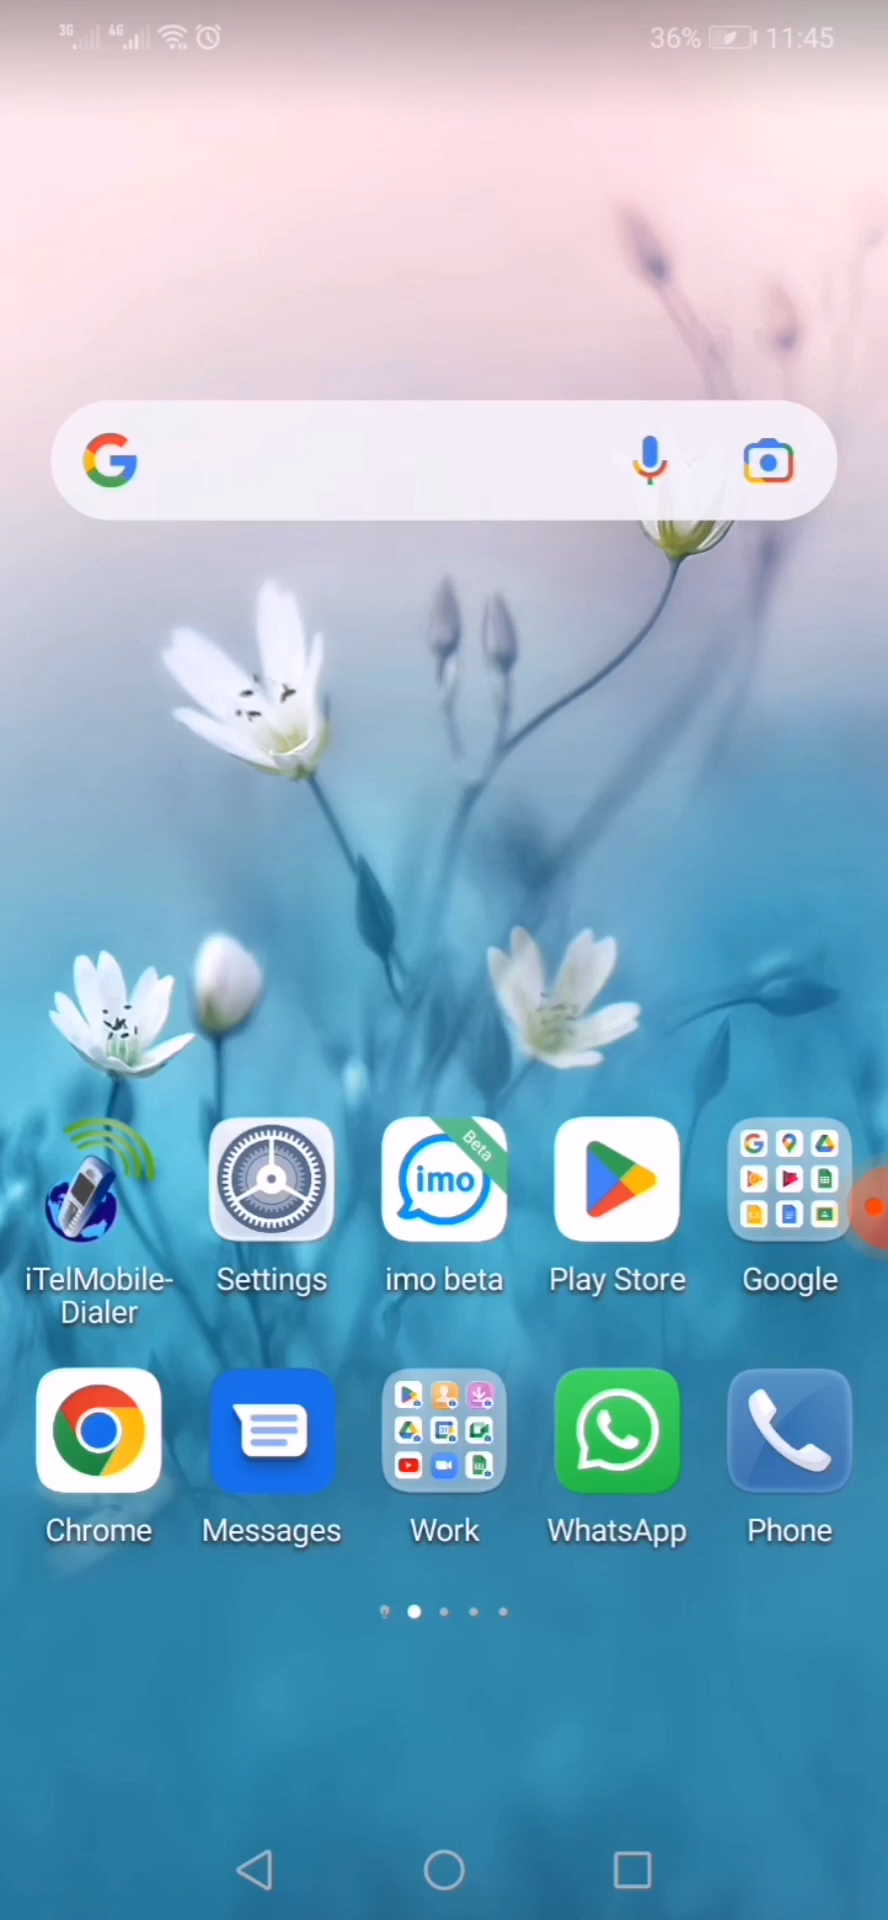 3G 4G 36% 11:45
Beta
imo
iTelMobile-
Dialer
Settings
imo beta
Play Store
Google
Chrome
Messages
Work
WhatsApp
Phone